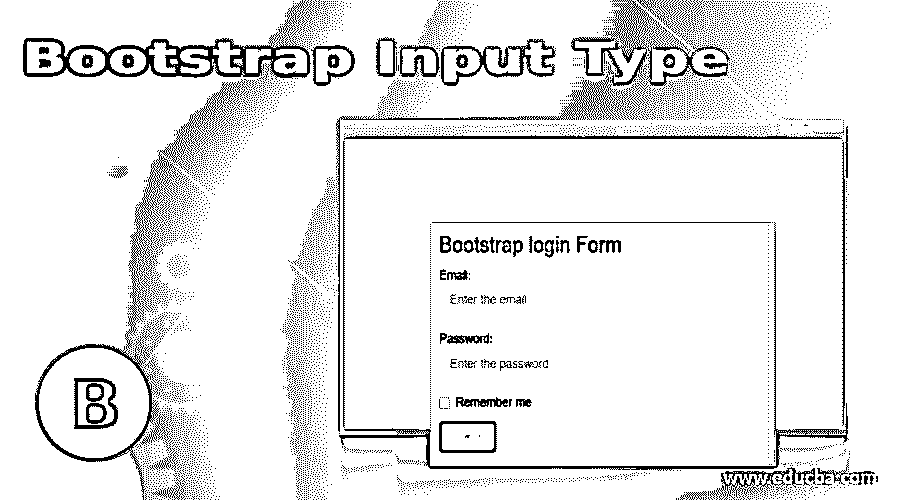 Bootstrap Input Type
Bootstrap login Form
Email:
Enter the email
Password:
Enter the password
Remember me
B
www.educba.com